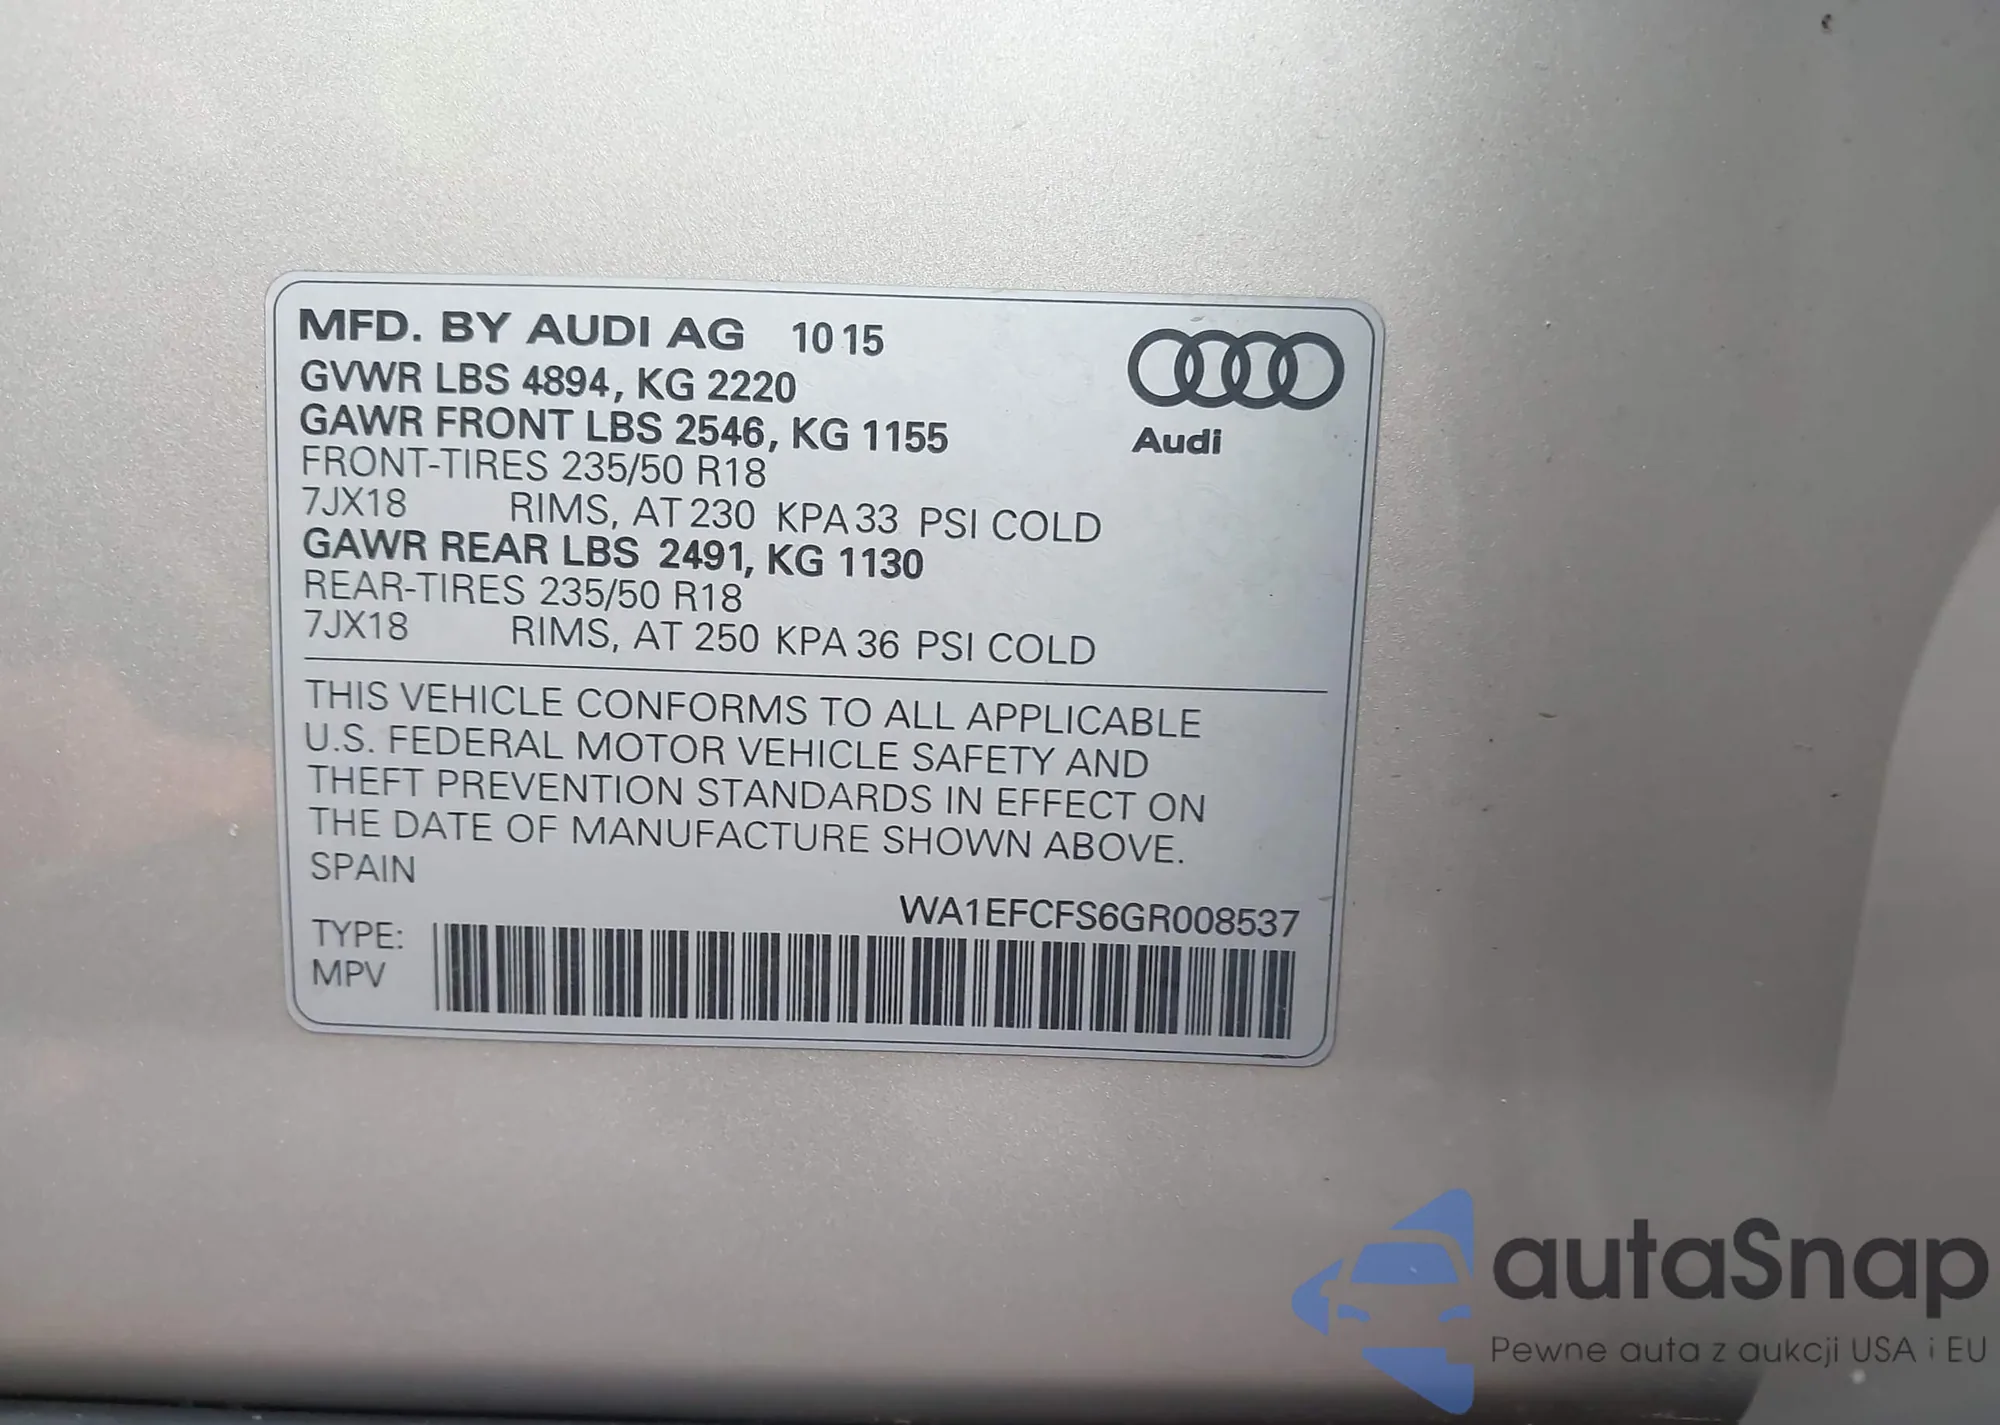 MFD. BY AUDI AG 10 15
GVWR LBS 4894, KG 2220
GAWR FRONT LBS 2546, KG 1155
FRONT-TIRES 235/50 R18
7JX18 RIMS, AT 230 KPA 33 PSI COLD
GAWR REAR LBS 2491, KG 1130
REAR-TIRES 235/50 R18
7JX18 RIMS, AT 250 KPA 36 PSI COLD
Audi
THIS VEHICLE CONFORMS TO ALL APPLICABLE
U.S. FEDERAL MOTOR VEHICLE SAFETY AND
THEFT PREVENTION STANDARDS IN EFFECT ON
THE DATE OF MANUFACTURE SHOWN ABOVE.
SPAIN
WA1EFCFS6GR008537
TYPE:
MPV
autaSnap
Pewne auta z aukcji USA i EU